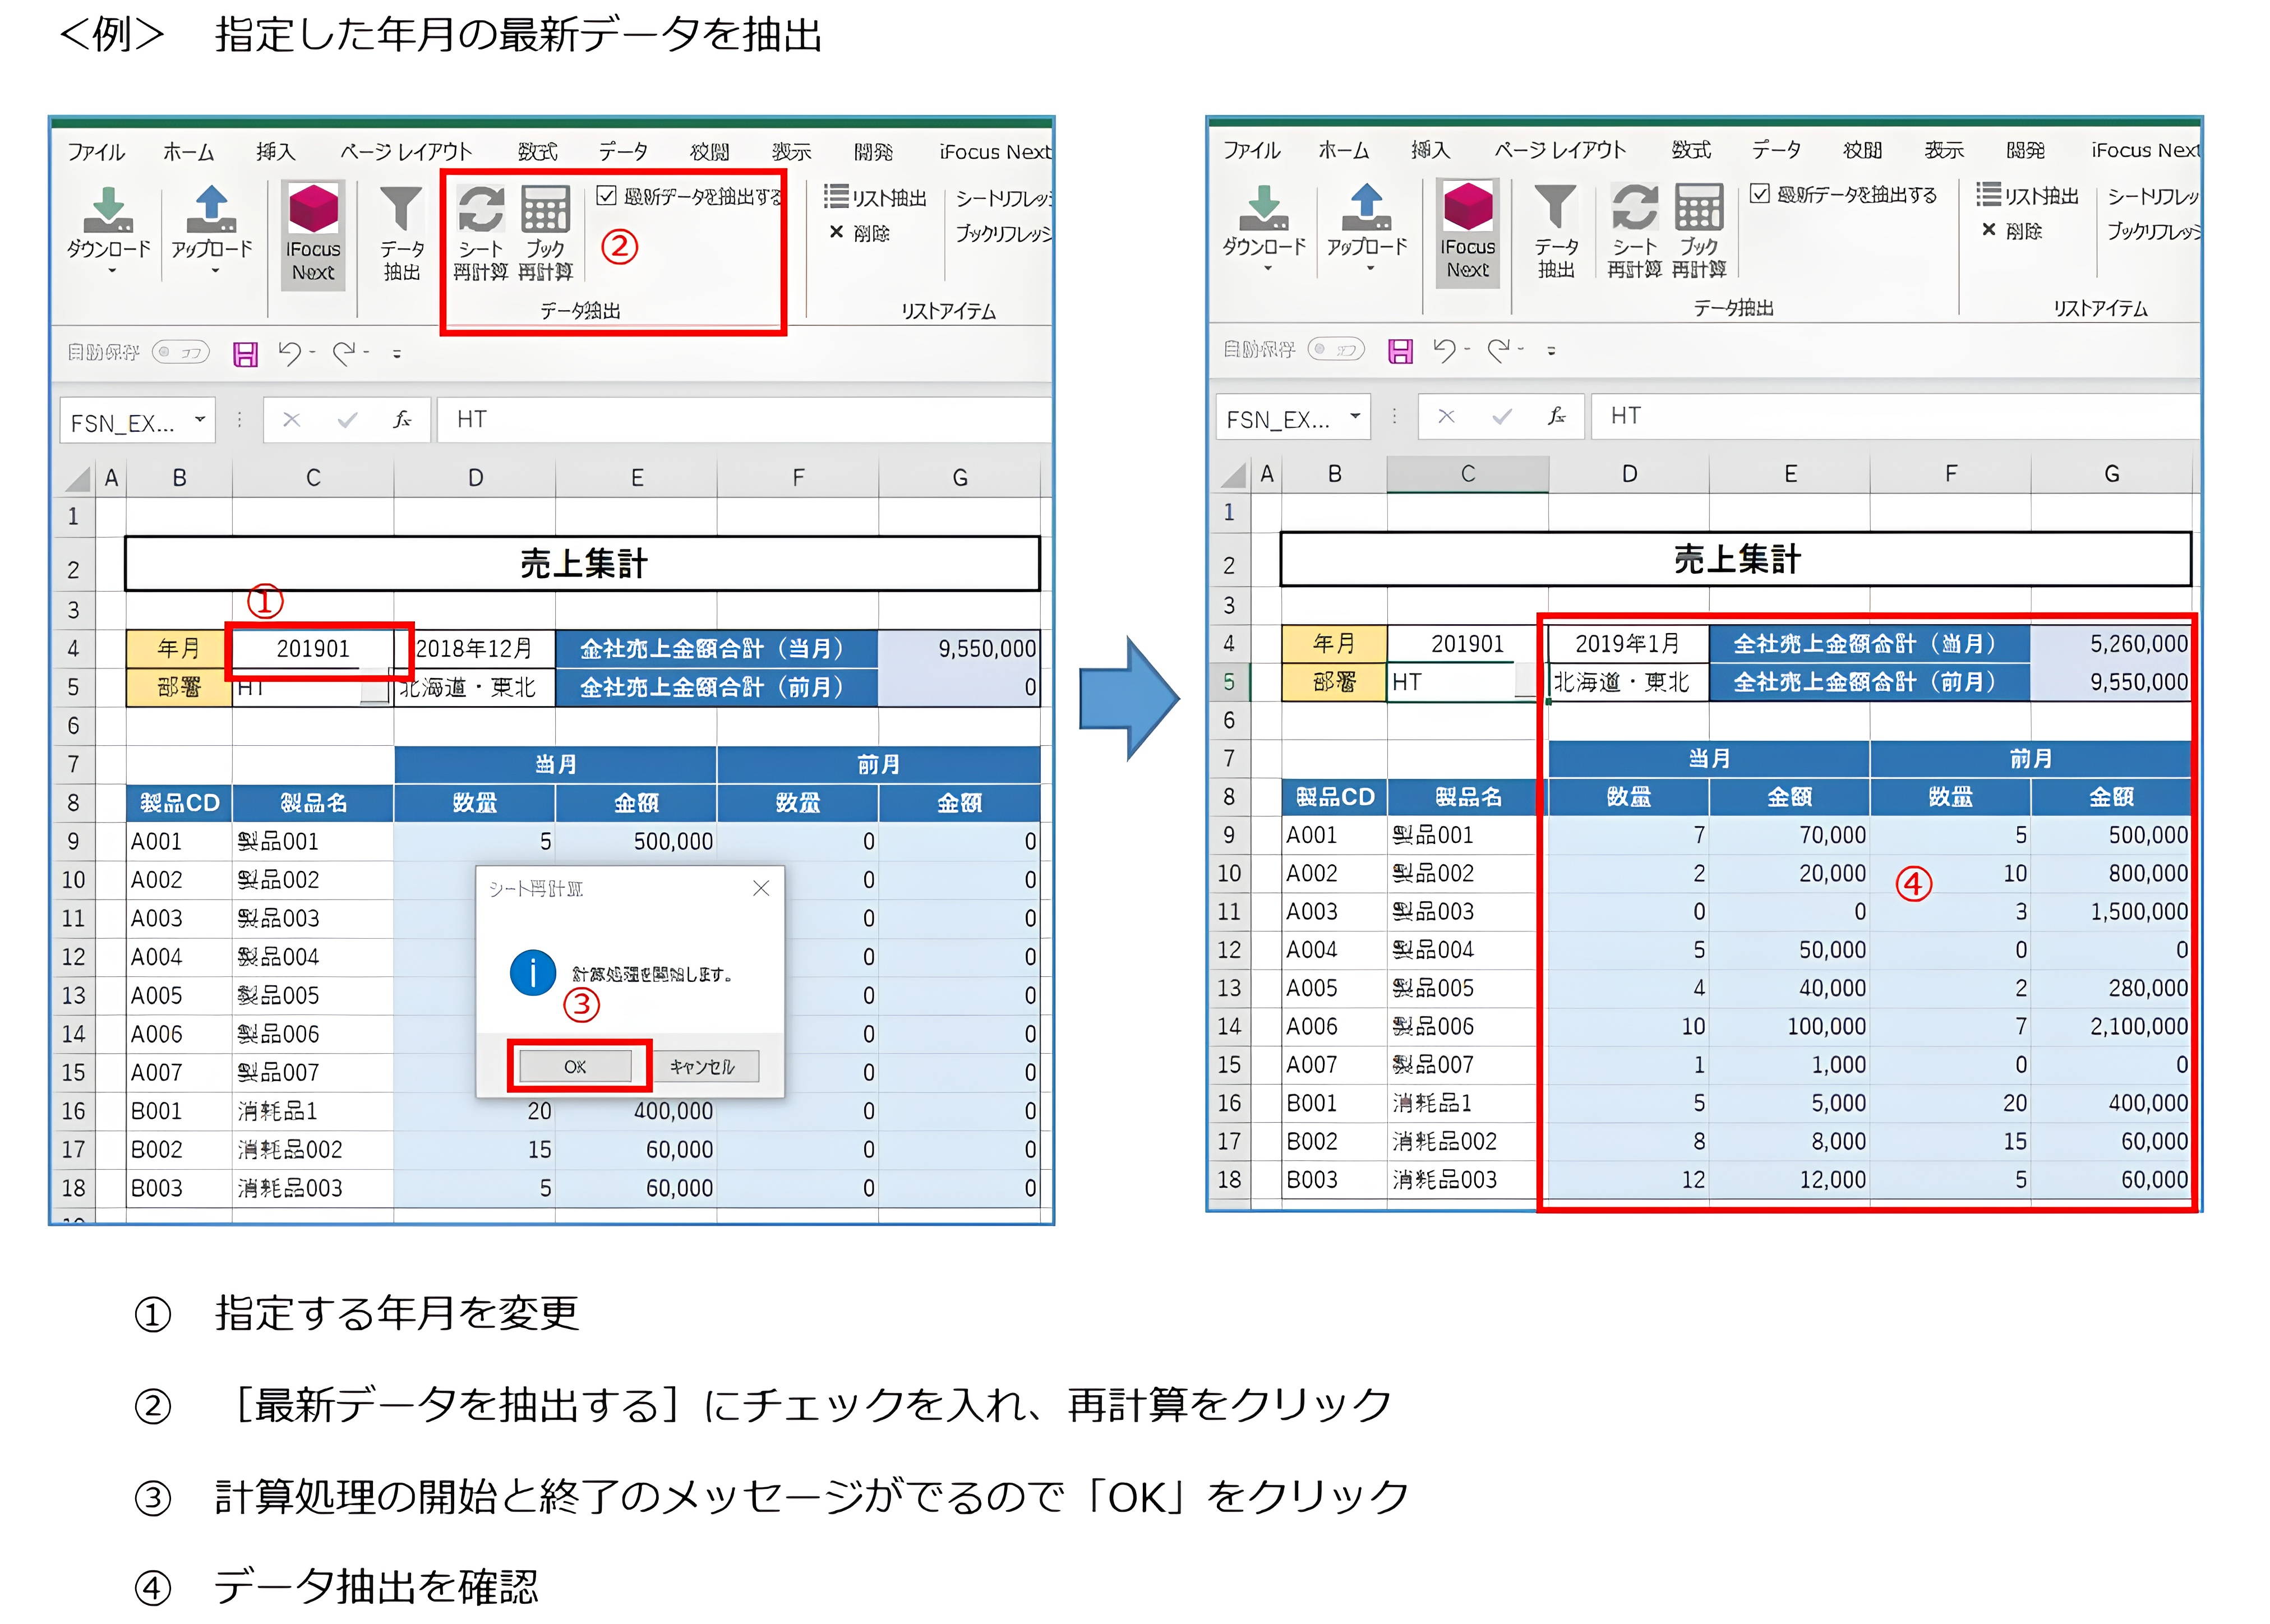 ＜例＞　指定した年月の最新データを抽出
ファイル ホーム 挿入 ページ レイアウト 数式 データ 校閲 表示 開発 iFocus Next
ダウンロード アップロード iFocus Next データ抽出 シート再計算 ブック再計算 最新データを抽出する ② リスト抽出 シートリフレッシ
× 削除 ブックリフレッシ
データ抽出 リストアイテム
自動保存 オフ
FSN_EX... fx HT
A B C D E F G
1
2 売上集計
3 ①
4 年月 201901 2018年12月 全社売上金額合計（当月） 9,550,000
5 部署 HT 北海道・東北 全社売上金額合計（前月） 0
6
7 当月 前月
8 製品CD 製品名 数量 金額 数量 金額
9 A001 製品001 5 500,000 0 0
10 A002 製品002 0 0
11 A003 製品003 0 0
12 A004 製品004 0 0
13 A005 製品005 0 0
14 A006 製品006 0 0
15 A007 製品007 0 0
16 B001 消耗品1 20 400,000 0 0
17 B002 消耗品002 15 60,000 0 0
18 B003 消耗品003 5 60,000 0 0
シート再計算
計算処理を開始します。
③
OK キャンセル
ファイル ホーム 挿入 ページ レイアウト 数式 データ 校閲 表示 開発 iFocus Next
ダウンロード アップロード iFocus Next データ抽出 シート再計算 ブック再計算 最新データを抽出する リスト抽出 シートリフレッ
× 削除 ブックリフレッシ
データ抽出 リストアイテム
自動保存 オフ
FSN_EX... fx HT
A B C D E F G
1
2 売上集計
3
4 年月 201901 2019年1月 全社売上金額合計（当月） 5,260,000
5 部署 HT 北海道・東北 全社売上金額合計（前月） 9,550,000
6
7 当月 前月
8 製品CD 製品名 数量 金額 数量 金額
9 A001 製品001 7 70,000 5 500,000
10 A002 製品002 2 20,000 ④ 10 800,000
11 A003 製品003 0 0 3 1,500,000
12 A004 製品004 5 50,000 0 0
13 A005 製品005 4 40,000 2 280,000
14 A006 製品006 10 100,000 7 2,100,000
15 A007 製品007 1 1,000 0 0
16 B001 消耗品1 5 5,000 20 400,000
17 B002 消耗品002 8 8,000 15 60,000
18 B003 消耗品003 12 12,000 5 60,000
①　指定する年月を変更
②　［最新データを抽出する］にチェックを入れ、再計算をクリック
③　計算処理の開始と終了のメッセージがでるので「OK」をクリック
④　データ抽出を確認